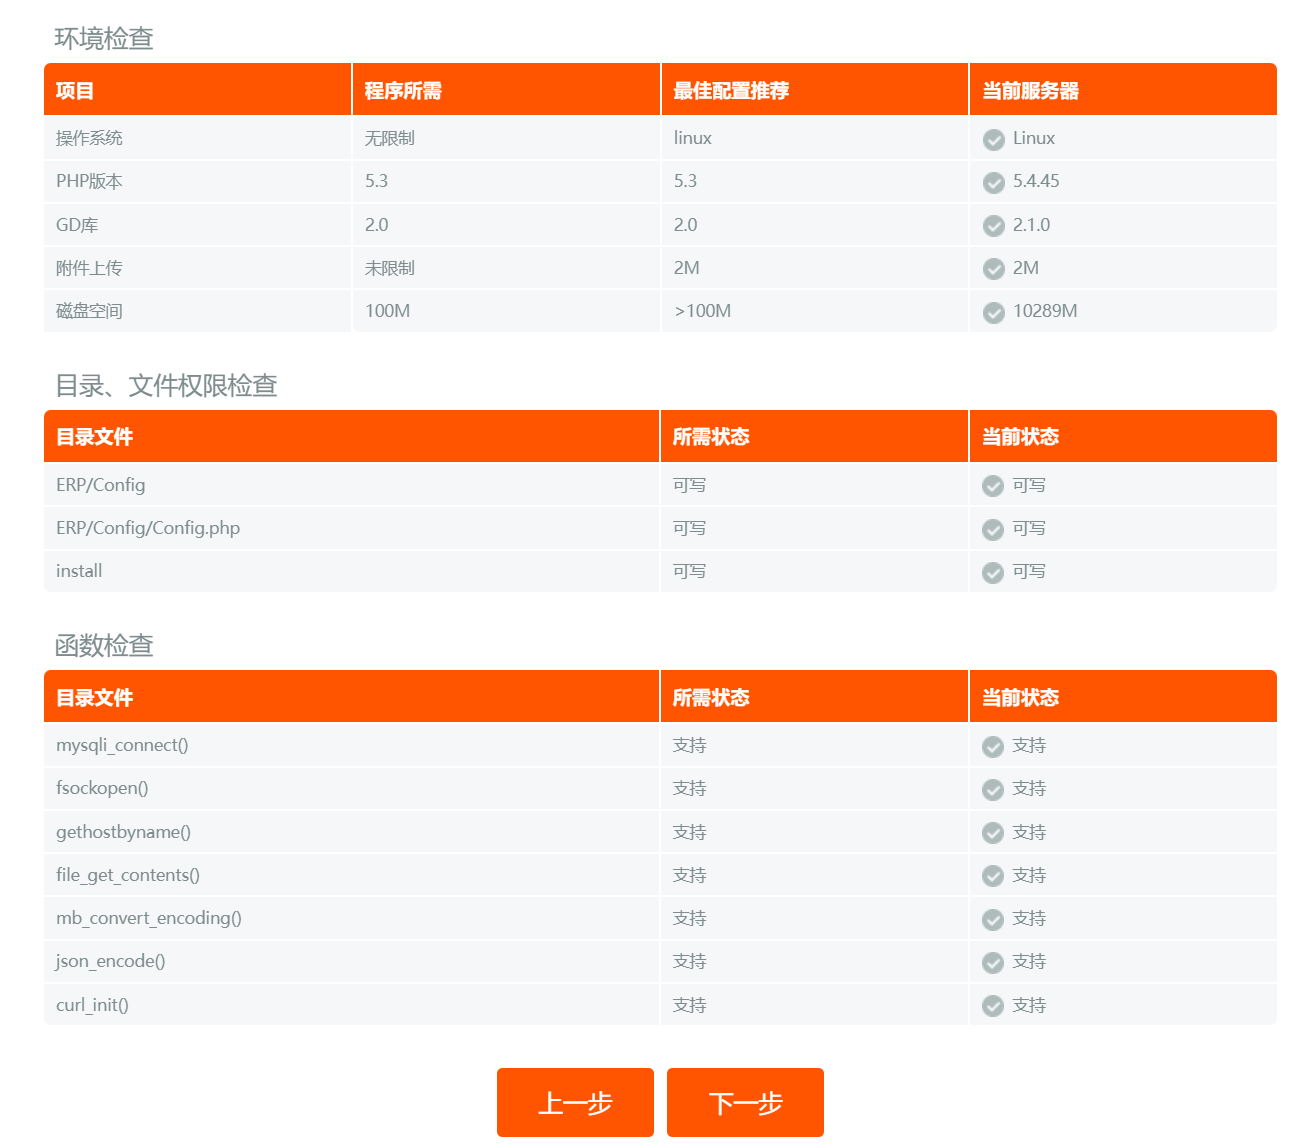 环境检查
项目 程序所需 最佳配置推荐 当前服务器
操作系统 无限制 linux Linux
PHP版本 5.3 5.3 5.4.45
GD库 2.0 2.0 2.1.0
附件上传 未限制 2M 2M
磁盘空间 100M >100M 10289M
目录、文件权限检查
目录文件 所需状态 当前状态
ERP/Config 可写 可写
ERP/Config/Config.php 可写 可写
install 可写 可写
函数检查
目录文件 所需状态 当前状态
mysqli_connect() 支持 支持
fsockopen() 支持 支持
gethostbyname() 支持 支持
file_get_contents() 支持 支持
mb_convert_encoding() 支持 支持
json_encode() 支持 支持
curl_init() 支持 支持
上一步 下一步